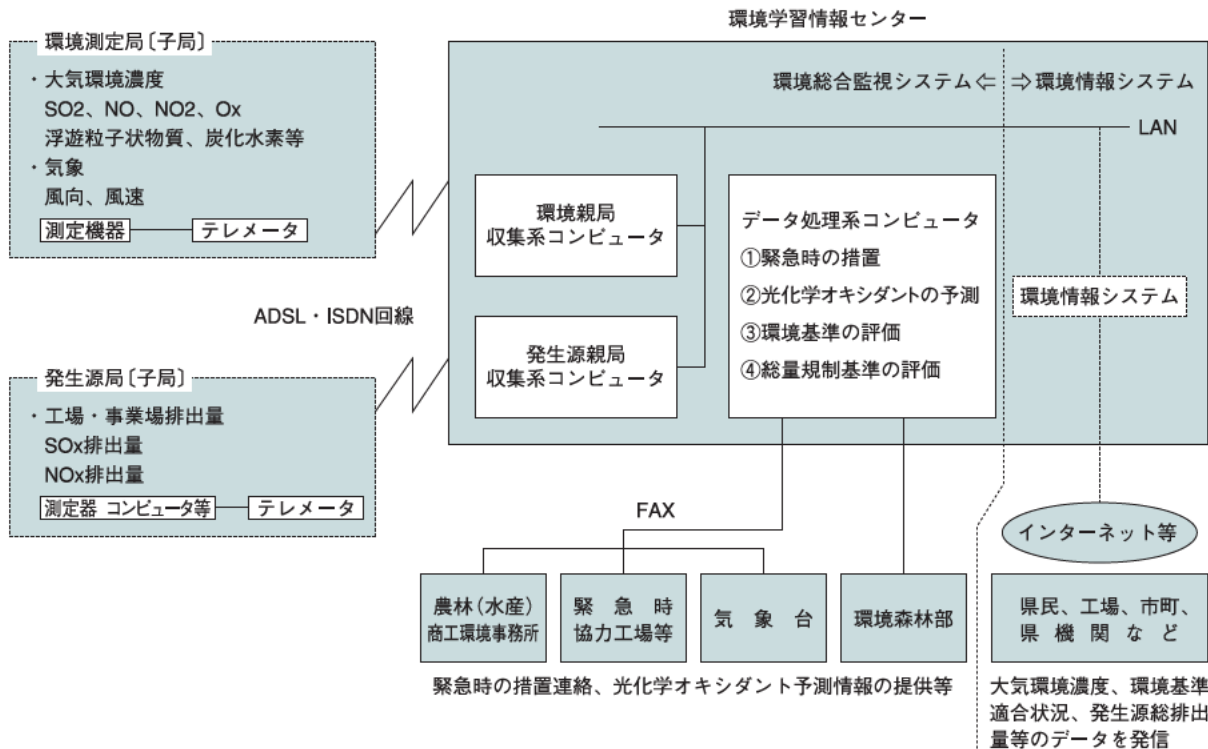 環境学習情報センター
環境測定局〔子局〕
・大気環境濃度
SO2、NO、NO2、Ox
浮遊粒子状物質、炭化水素等
・気象
風向、風速
測定機器
テレメータ
環境総合監視システム⇦
⇨環境情報システム
LAN
環境親局
収集系コンピュータ
データ処理系コンピュータ
①緊急時の措置
②光化学オキシダントの予測
③環境基準の評価
④総量規制基準の評価
環境情報システム
ADSL・ISDN回線
発生源親局
収集系コンピュータ
発生源局〔子局〕
・工場・事業場排出量
SOx排出量
NOx排出量
測定器 コンピュータ等
テレメータ
FAX
インターネット等
農林(水産)
商工環境事務所
緊急時
協力工場等
気象台
環境森林部
県民、工場、市町、
県機関など
緊急時の措置連絡、光化学オキシダント予測情報の提供等
大気環境濃度、環境基準
適合状況、発生源総排出
量等のデータを発信